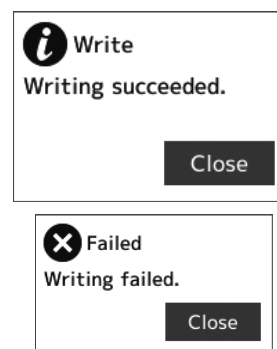 Write
Writing succeeded.
Close
Failed
Writing failed.
Close